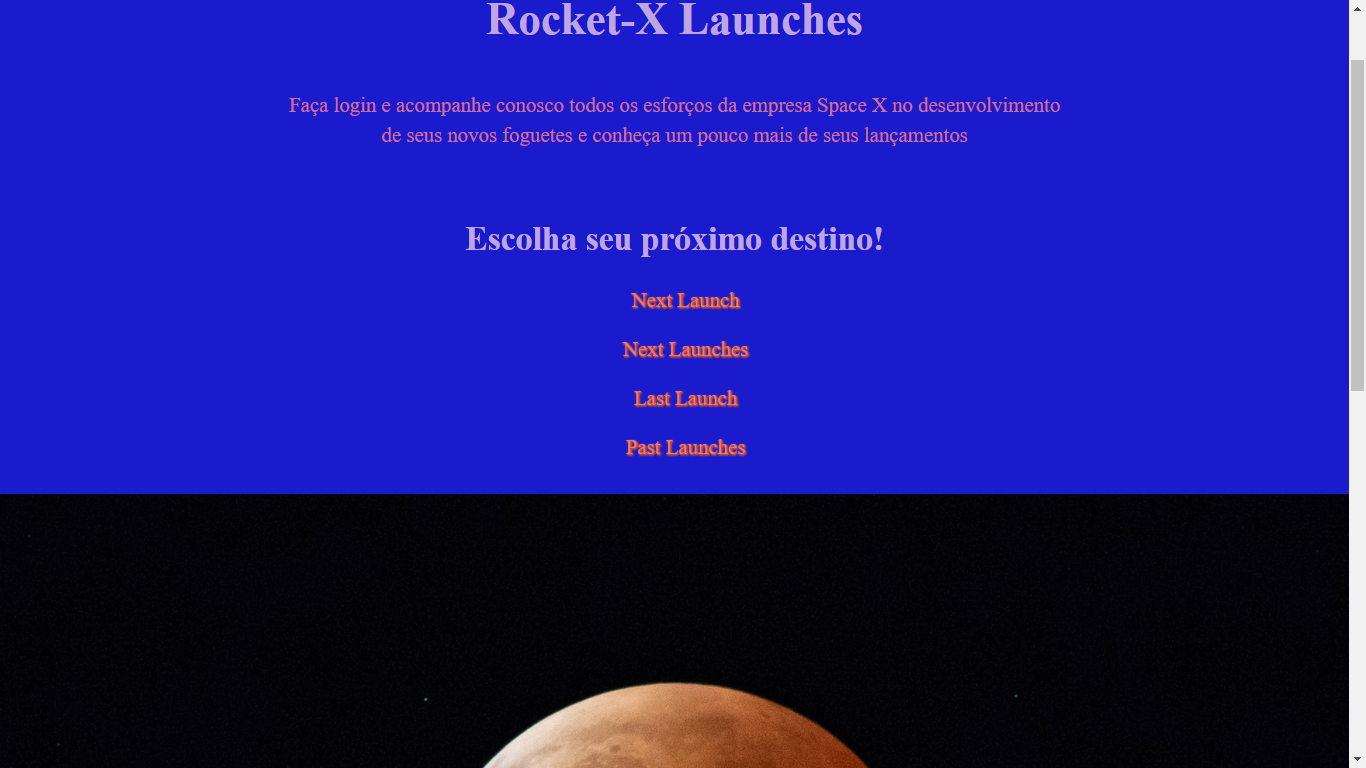 Rocket-X Launches
Faça login e acompanhe conosco todos os esforços da empresa Space X no desenvolvimento
de seus novos foguetes e conheça um pouco mais de seus lançamentos
Escolha seu próximo destino!
Next Launch
Next Launches
Last Launch
Past Launches